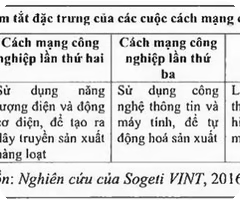 m tắt đặc trưng của các cuộc cách mạng c
Cách mạng công
nghiệp lần thứ hai
Sử dụng năng
lượng điện và động
cơ điện, để tạo ra
dây truyền sản xuất
hàng loạt
Cách mạng công
nghiệp lần thứ
ba
Sử dụng công
nghệ thông tin và
máy tính, để tự
động hoá sản xuất
ồn: Nghiên cứu của Sogeti VINT, 2016